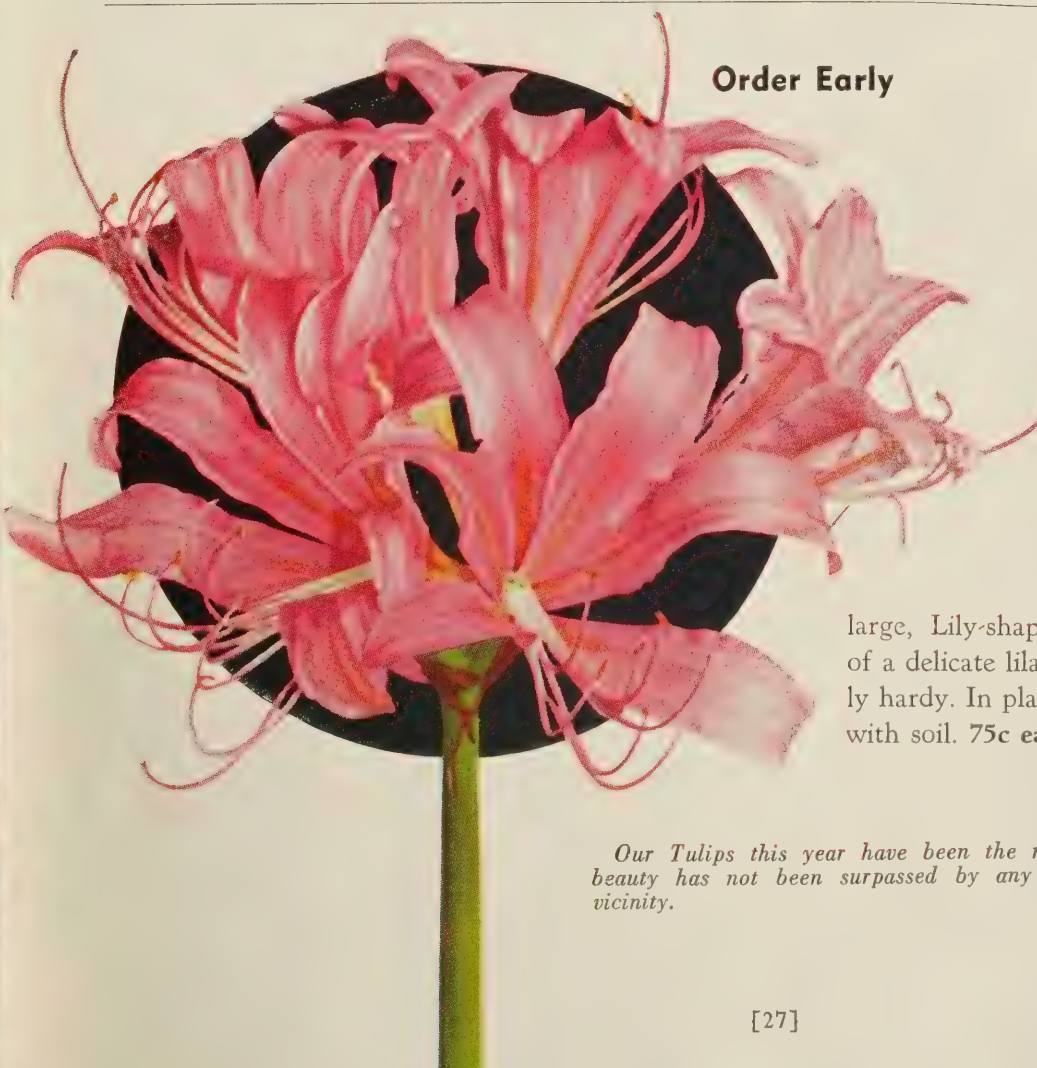 Order Early
large, Lily-shap
of a delicate lila
ly hardy. In pla
with soil. 75c ea
Our Tulips this year have been the
beauty has not been surpassed by any
vicinity.
[27]